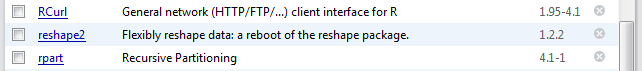 RCurl General network (HTTP/FTP/...) client interface for R 1.95-4.1
reshape2 Flexibly reshape data: a reboot of the reshape package. 1.2.2
rpart Recursive Partitioning 4.1-1